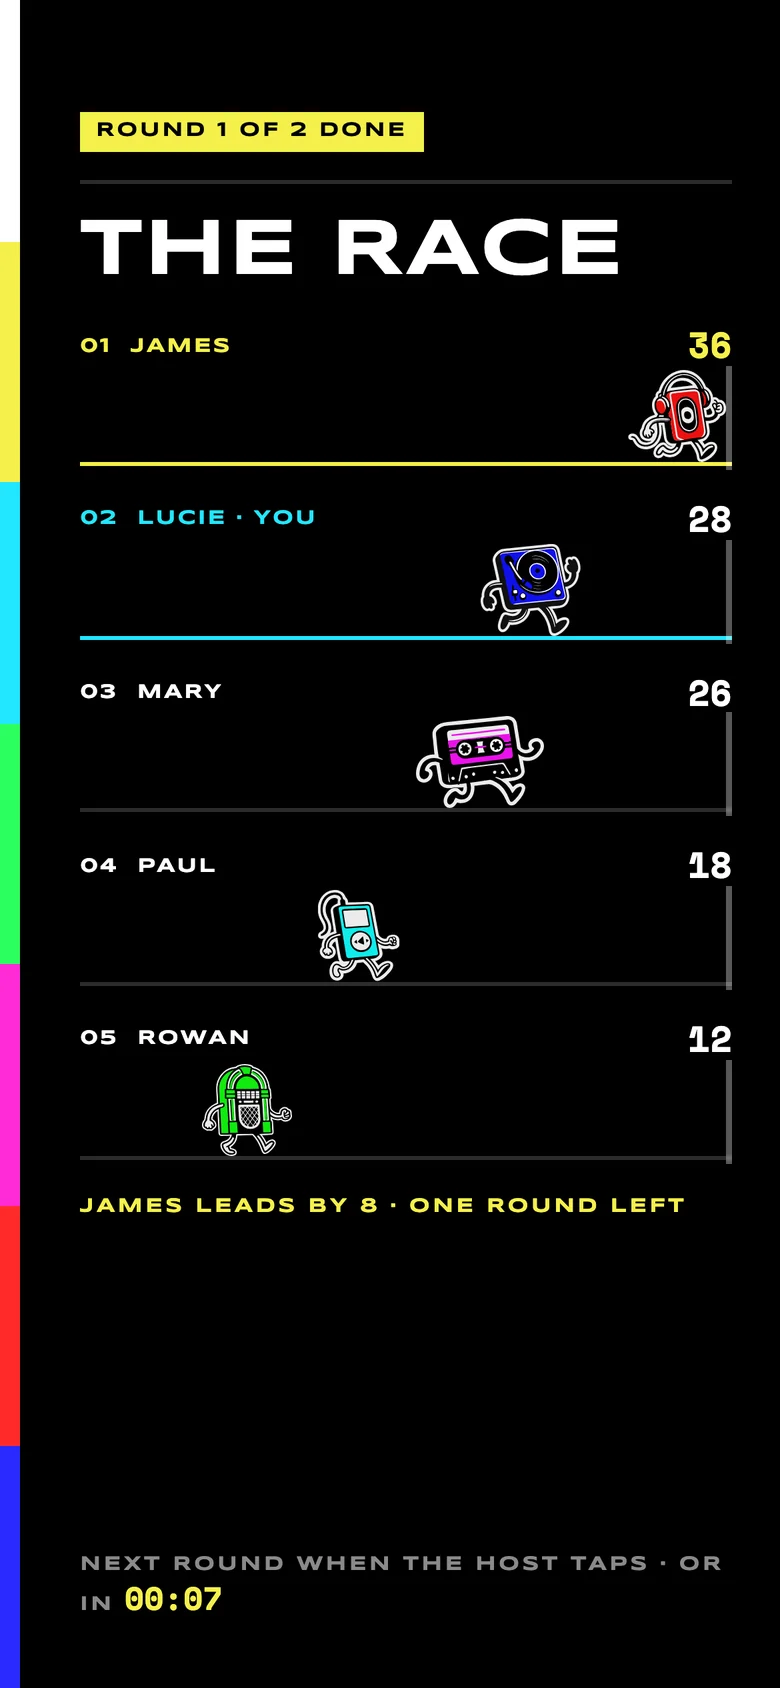 ROUND 1 OF 2 DONE
THE RACE
01 JAMES 36
02 LUCIE · YOU 28
03 MARY 26
04 PAUL 18
05 ROWAN 12
JAMES LEADS BY 8 · ONE ROUND LEFT
NEXT ROUND WHEN THE HOST TAPS · OR
IN 00:07